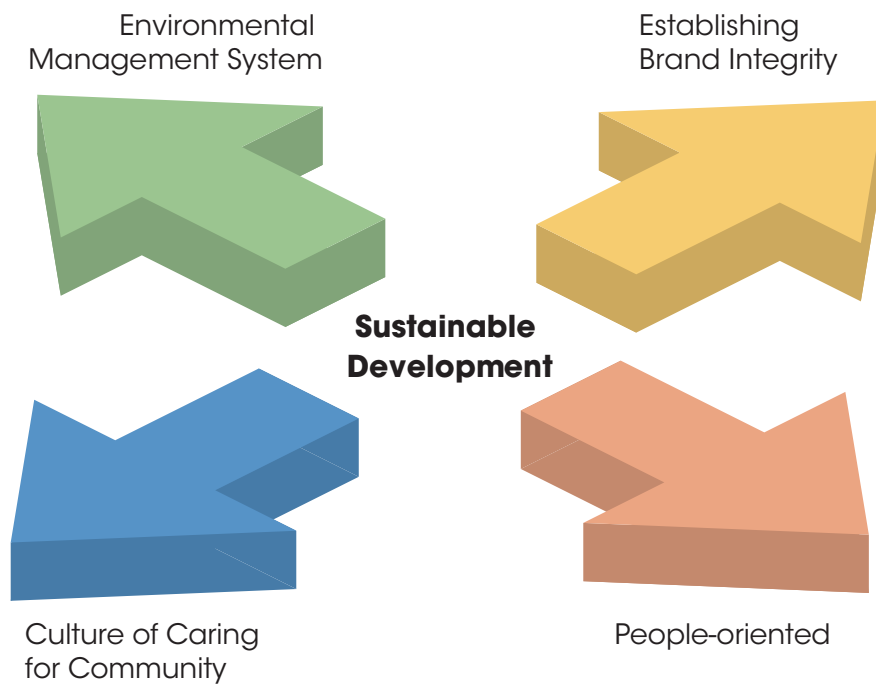 Environmental
Management System
Establishing
Brand Integrity
Sustainable
Development
Culture of Caring
for Community
People-oriented